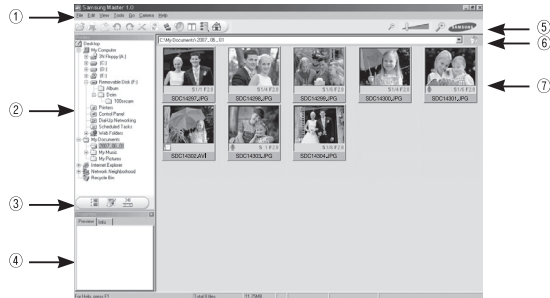 Samsung Master 1.0
File Edit View Tools Go Camera Help
①
②
③
④
⑤
⑥
⑦
SAMSUNG
C:\My Documents\2007_06_01
Desktop
My Computer
3½ Floppy (A:)
(C:)
(D:)
(E:)
Removable Disk (F:)
Album
Dcim
100sscam
Printers
Control Panel
Dial-Up Networking
Scheduled Tasks
Web Folders
My Documents
2007_06_01
My Music
My Pictures
Internet Explorer
Network Neighborhood
Recycle Bin
SDC14297.JPG
SDC14298.JPG
SDC14300.JPG
SDC14301.JPG
SDC14302.AVI
SDC14303.JPG
SDC14304.JPG
Preview Info
For Help, press F1
Total 8 files
11.75MB